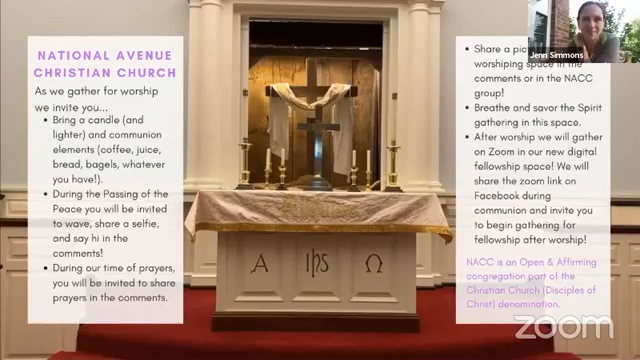 NATIONAL AVENUE
CHRISTIAN CHURCH
As we gather for worship
we invite you...
• Bring a candle (and
lighter) and communion
elements (coffee, juice,
bread, bagels, whatever
you have!).
• During the Passing of the
Peace you will be invited
to wave, share a selfie,
and say hi in the
comments!
• During our time of prayers,
you will be invited to share
prayers in the comments.
A IHS Ω
• Share a
worshiping space in the
comments or in the NACC
group!
• Breathe and savor the Spirit
gathering in this space.
• After worship we will gather
on Zoom in our new digital
fellowship space! We will
share the zoom link on
Facebook during
communion and invite you
to begin gathering for
fellowship after worship!
NACC is an Open & Affirming
congregation part of the
Christian Church (Disciples of
Christ) denomination.
Jenn Simmons
zoom